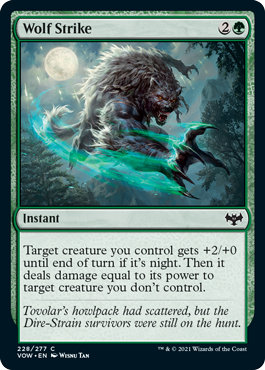 Wolf Strike 2
Instant
Target creature you control gets +2/+0
until end of turn if it's night. Then it
deals damage equal to its power to
target creature you don't control.
Tovolar's howlpack had scattered, but the
Dire-Strain survivors were still on the hunt.
228/277 C
VOW • EN Wisnu Tan
™ & © 2021 Wizards of the Coast